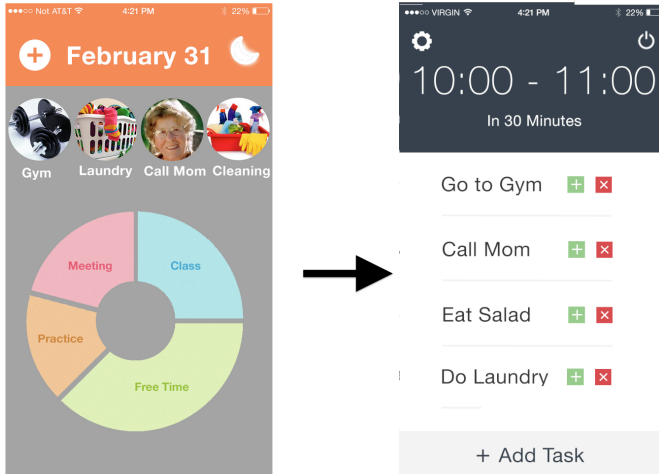 Not AT&T 4:21 PM 22%
February 31
Gym Laundry Call Mom Cleaning
Meeting Class
Practice
Free Time
VIRGIN 4:21 PM 22%
10:00 - 11:00
In 30 Minutes
Go to Gym
Call Mom
Eat Salad
Do Laundry
+ Add Task